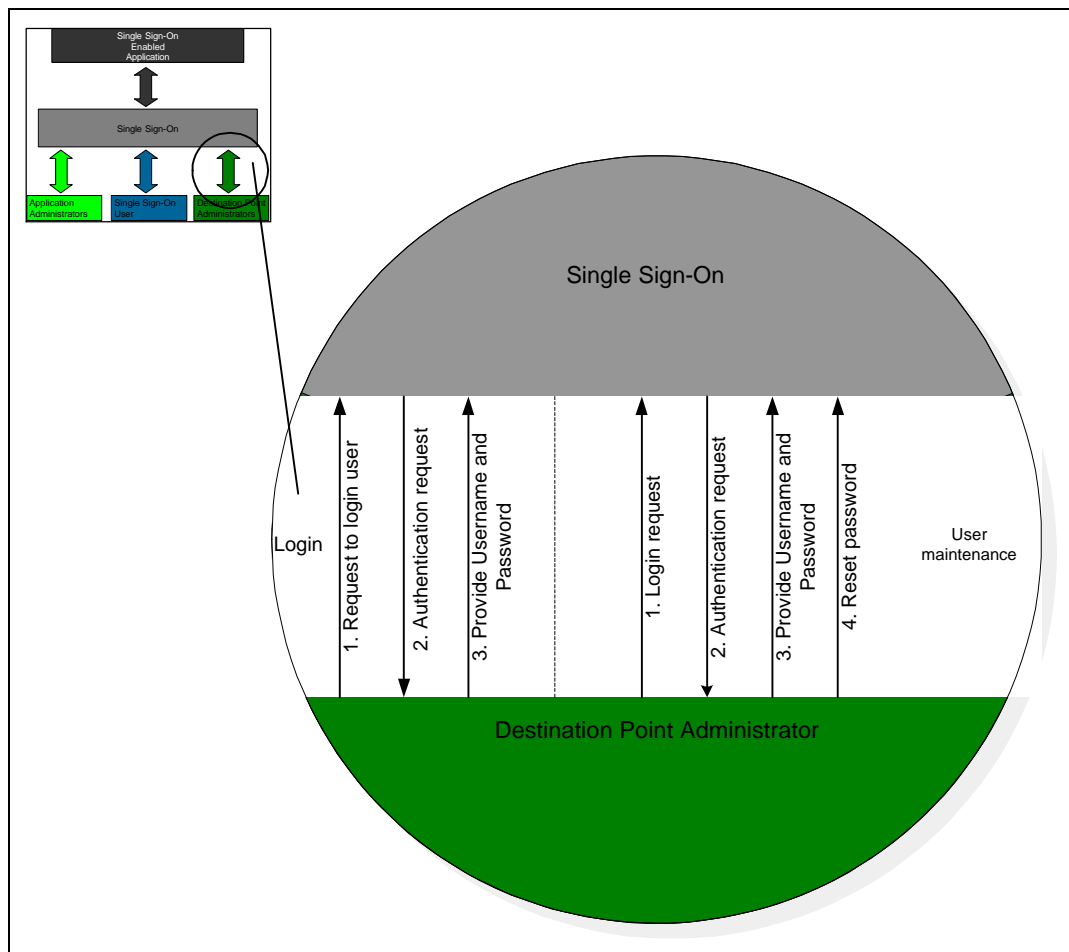 Single Sign-On
Enabled
Application
Single Sign-On
Application
Administrators
Single Sign-On
User
Destination Point
Administrators
Single Sign-On
Login
1. Request to login user
2. Authentication request
3. Provide Username and
Password
1. Login request
2. Authentication request
3. Provide Username and
Password
4. Reset password
User
maintenance
Destination Point Administrator